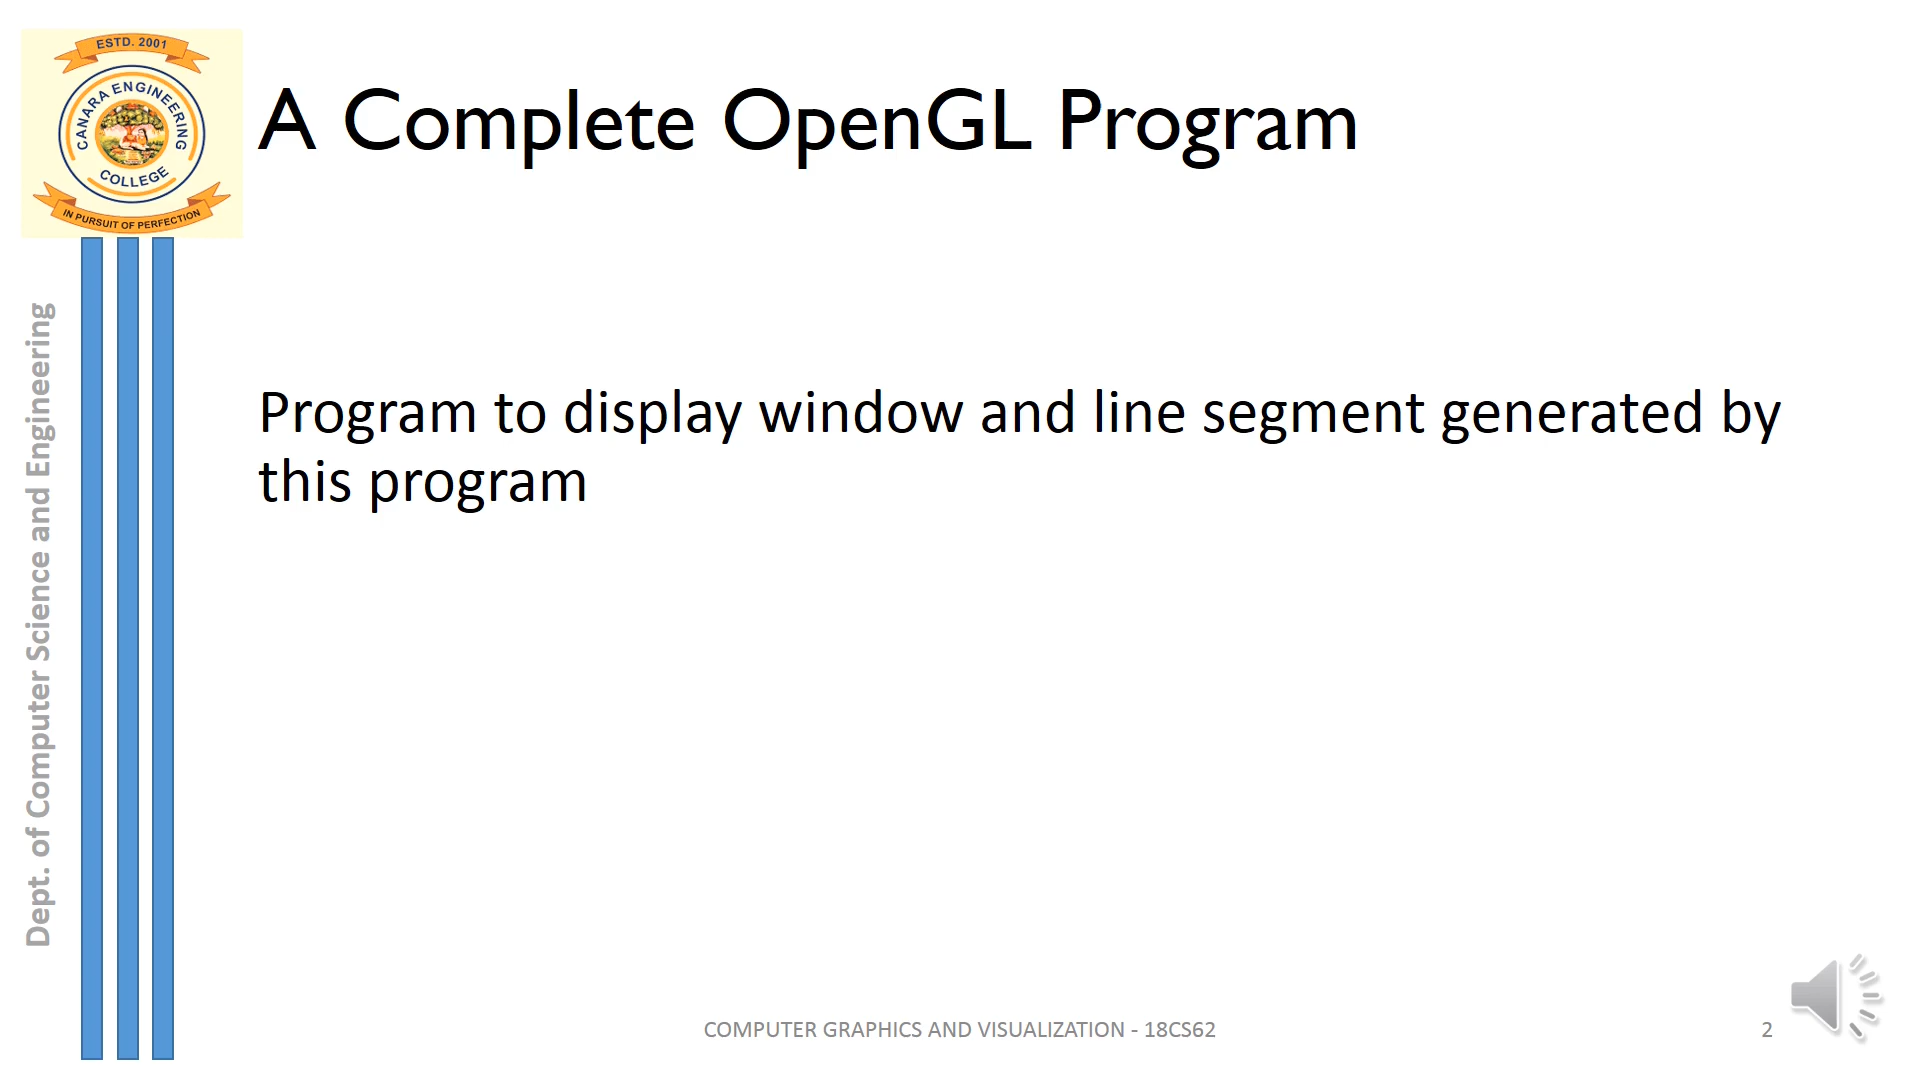 ESTD. 2001
CANARA ENGINEERING
COLLEGE
IN PURSUIT OF PERFECTION
A Complete OpenGL Program
Dept. of Computer Science and Engineering
Program to display window and line segment generated by
this program
COMPUTER GRAPHICS AND VISUALIZATION - 18CS62
2